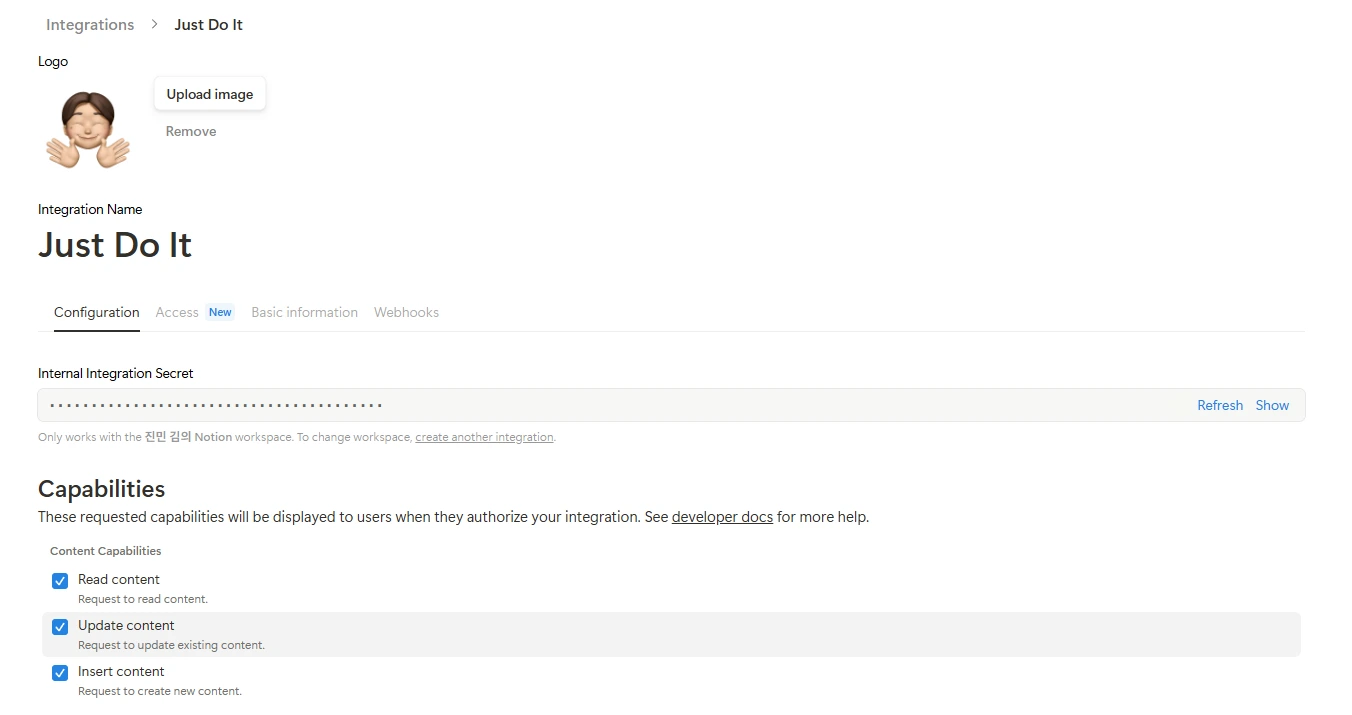 Integrations > Just Do It
Logo
Upload image
Remove
Integration Name
Just Do It
Configuration Access New Basic information Webhooks
Internal Integration Secret
Refresh Show
Only works with the 진민 김의 Notion workspace. To change workspace, create another integration.
Capabilities
These requested capabilities will be displayed to users when they authorize your integration. See developer docs for more help.
Content Capabilities
Read content
Request to read content.
Update content
Request to update existing content.
Insert content
Request to create new content.